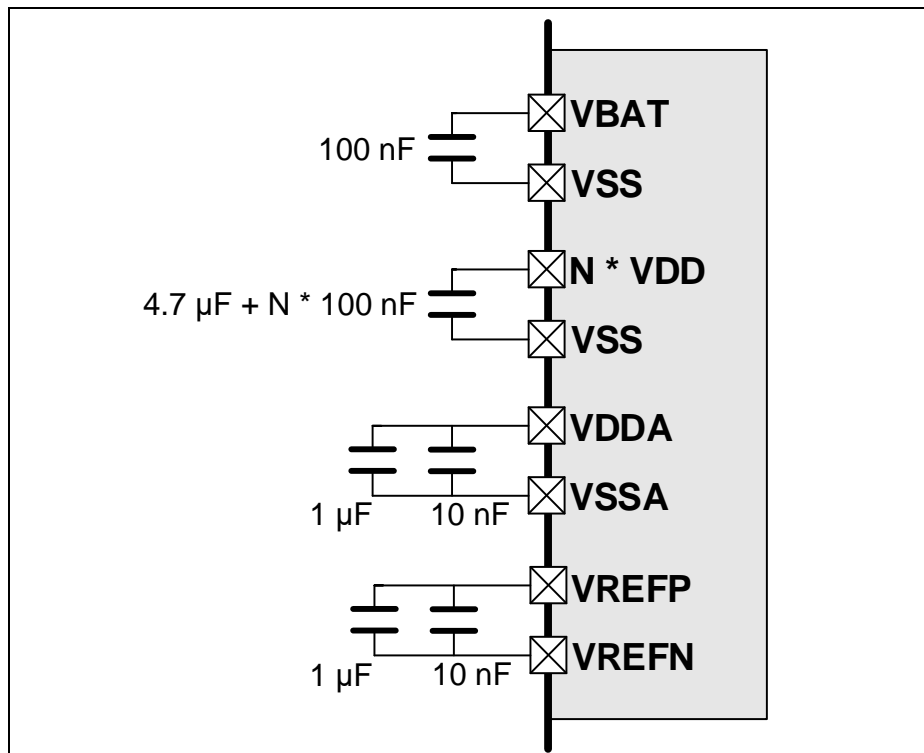 VBAT
100 nF
VSS
N * VDD
4.7 µF + N * 100 nF
VSS
VDDA
VSSA
1 µF 10 nF
VREFP
VREFN
1 µF 10 nF